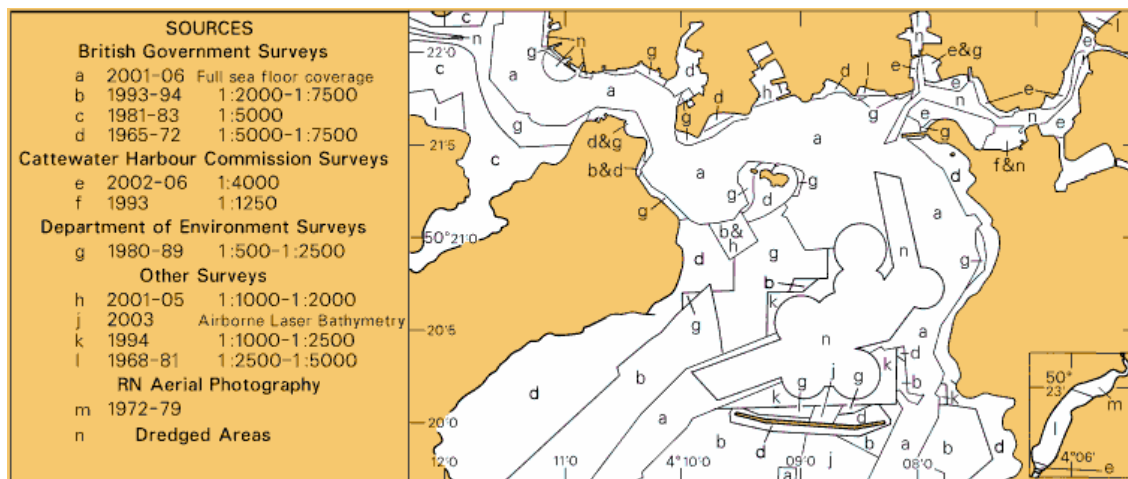 SOURCES
British Government Surveys
a 2001-06 Full sea floor coverage
b 1993-94 1:2000-1:7500
c 1981-83 1:5000
d 1965-72 1:5000-1:7500
Cattewater Harbour Commission Surveys
e 2002-06 1:4000
f 1993 1:1250
Department of Environment Surveys
g 1980-89 1:500-1:2500
Other Surveys
h 2001-05 1:1000-1:2000
j 2003 Airborne Laser Bathymetry
k 1994 1:1000-1:2500
l 1968-81 1:2500-1:5000
RN Aerial Photography
m 1972-79
n Dredged Areas
c n g n n l
22'0 e&g e
c a g d e e
a h d l e n
l g g d g e n e
21'5 d&g a g f&n
c b&d a g d
g g d a
50°21'0 b& h n
d g g
b
k
20'5 g a
n d
d b j k b
g g k
k
a d
20'0 b d b a b d
12'0 11'0 4°10'0 09'0 j 08'0
a
50°
23'
m
l
4°06'
e